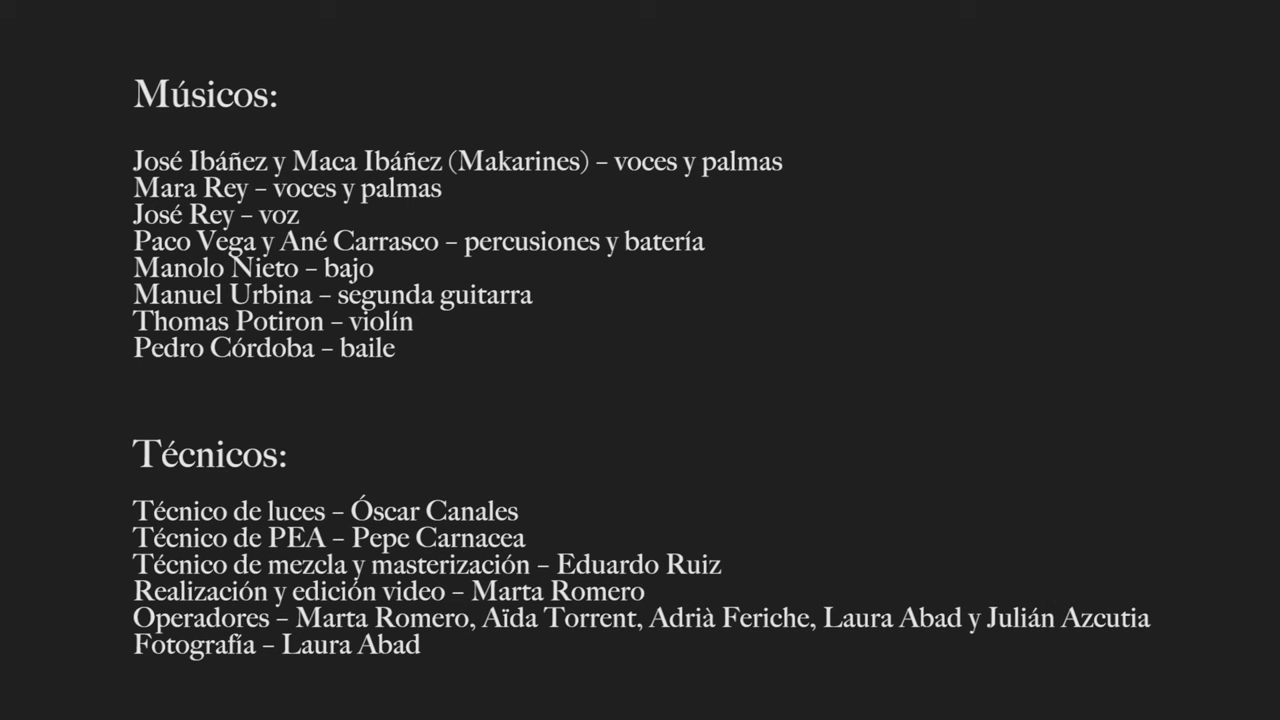 Músicos:
José Ibáñez y Maca Ibáñez (Makarines) – voces y palmas
Mara Rey – voces y palmas
José Rey – voz
Paco Vega y Ané Carrasco – percusiones y batería
Manolo Nieto – bajo
Manuel Urbina – segunda guitarra
Thomas Potiron – violín
Pedro Córdoba – baile
Técnicos:
Técnico de luces – Óscar Canales
Técnico de PEA – Pepe Carnacea
Técnico de mezcla y masterización – Eduardo Ruiz
Realización y edición video – Marta Romero
Operadores – Marta Romero, Aïda Torrent, Adrià Feriche, Laura Abad y Julián Azcutia
Fotografía – Laura Abad